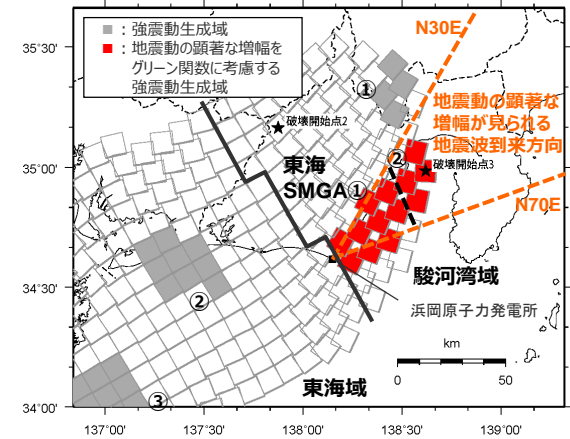 ■：強震動生成域
■：地震動の顕著な増幅を
グリーン関数に考慮する
強震動生成域
N30E
35°30'
①
地震動の顕著な
増幅が見られる
地震波到来方向
破壊開始点2
②
破壊開始点3
35°00'
東海
SMGA①
N70E
駿河湾域
34°30'
②
浜岡原子力発電所
km
0
50
東海域
③
34°00'
137°00'
137°30'
138°00'
138°30'
139°00'